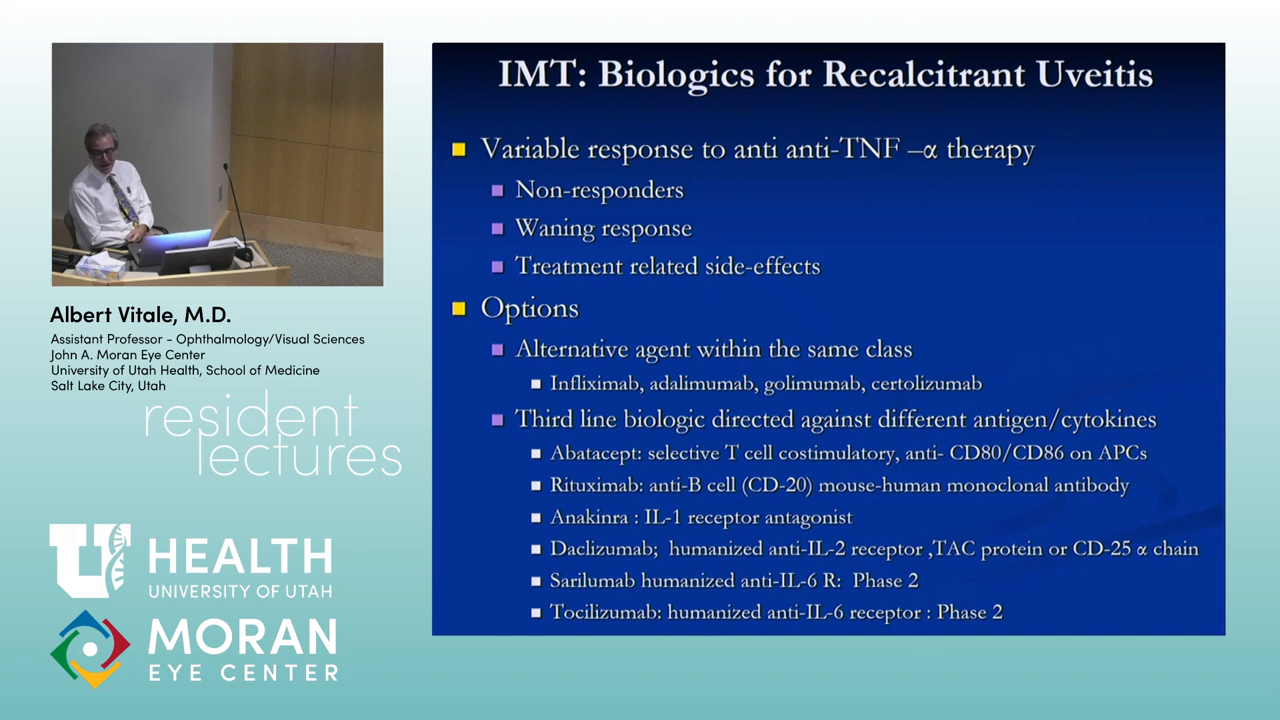 IMT: Biologics for Recalcitrant Uveitis
Variable response to anti anti-TNF –α therapy
Non-responders
Waning response
Treatment related side-effects
Options
Alternative agent within the same class
Infliximab, adalimumab, golimumab, certolizumab
Third line biologic directed against different antigen/cytokines
Abatacept: selective T cell costimulatory, anti- CD80/CD86 on APCs
Rituximab: anti-B cell (CD-20) mouse-human monoclonal antibody
Anakinra : IL-1 receptor antagonist
Daclizumab; humanized anti-IL-2 receptor ,TAC protein or CD-25 α chain
Sarilumab humanized anti-IL-6 R: Phase 2
Tocilizumab: humanized anti-IL-6 receptor : Phase 2
Albert Vitale, M.D.
Assistant Professor - Ophthalmology/Visual Sciences
John A. Moran Eye Center
University of Utah Health, School of Medicine
Salt Lake City, Utah
resident
lectures
U HEALTH
UNIVERSITY OF UTAH
MORAN
EYE CENTER